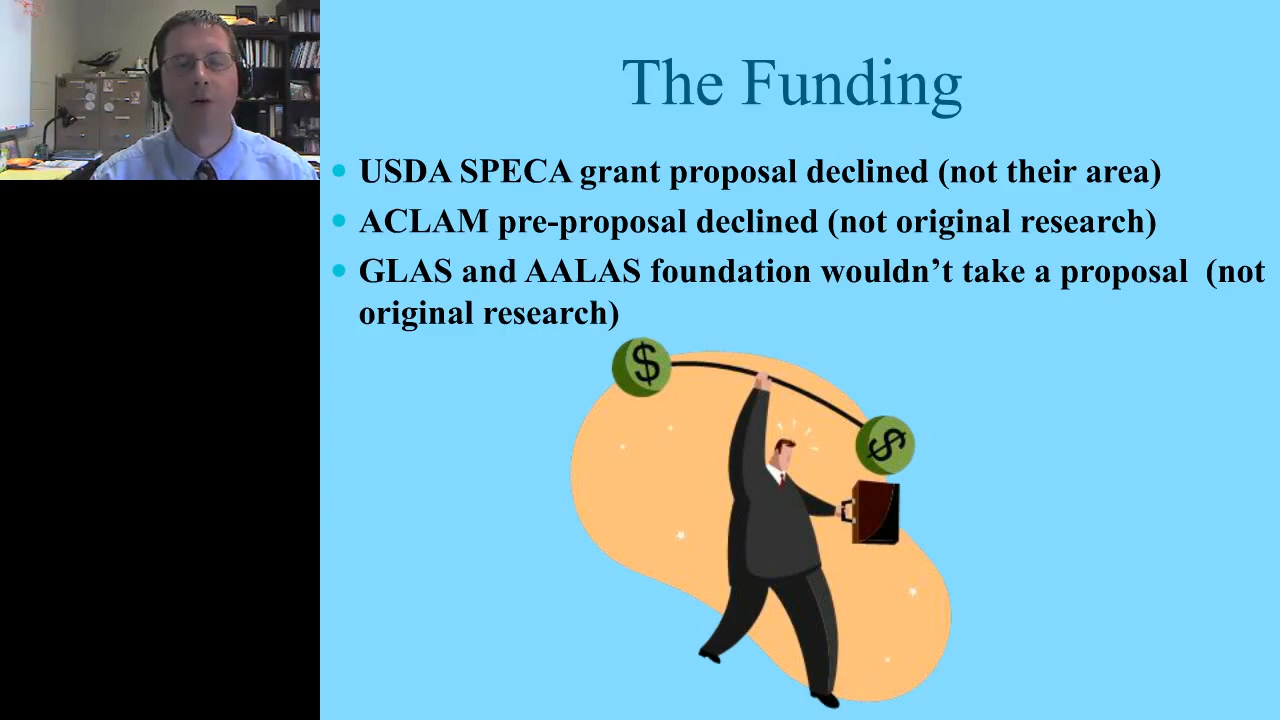 The Funding
USDA SPECA grant proposal declined (not their area)
ACLAM pre-proposal declined (not original research)
GLAS and AALAS foundation wouldn’t take a proposal  (not
original research)
$
$